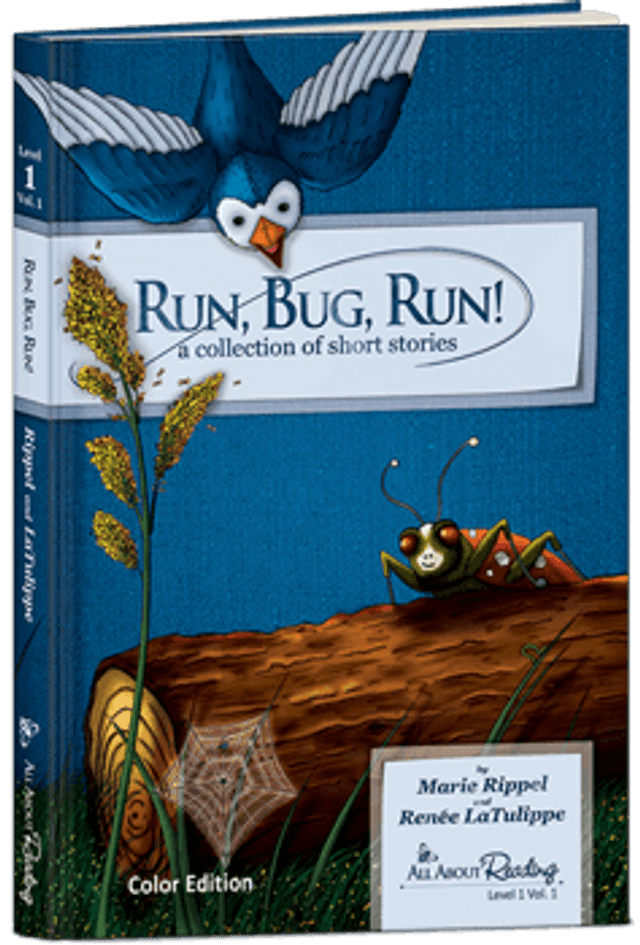 Level
1
Vol. 1
RUN, BUG, RUN!
Rippel and LaTulippe
ALL ABOUT Reading
RUN, BUG, RUN!
a collection of short stories
by
Marie Rippel
and
Renée LaTulippe
ALL ABOUT Reading
Level 1 Vol. 1
Color Edition